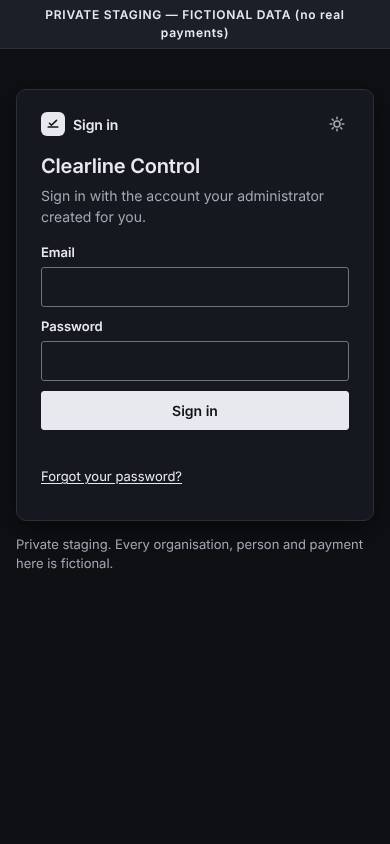 PRIVATE STAGING — FICTIONAL DATA (no real
payments)
Sign in
Clearline Control
Sign in with the account your administrator
created for you.
Email
Password
Sign in
Forgot your password?
Private staging. Every organisation, person and payment
here is fictional.